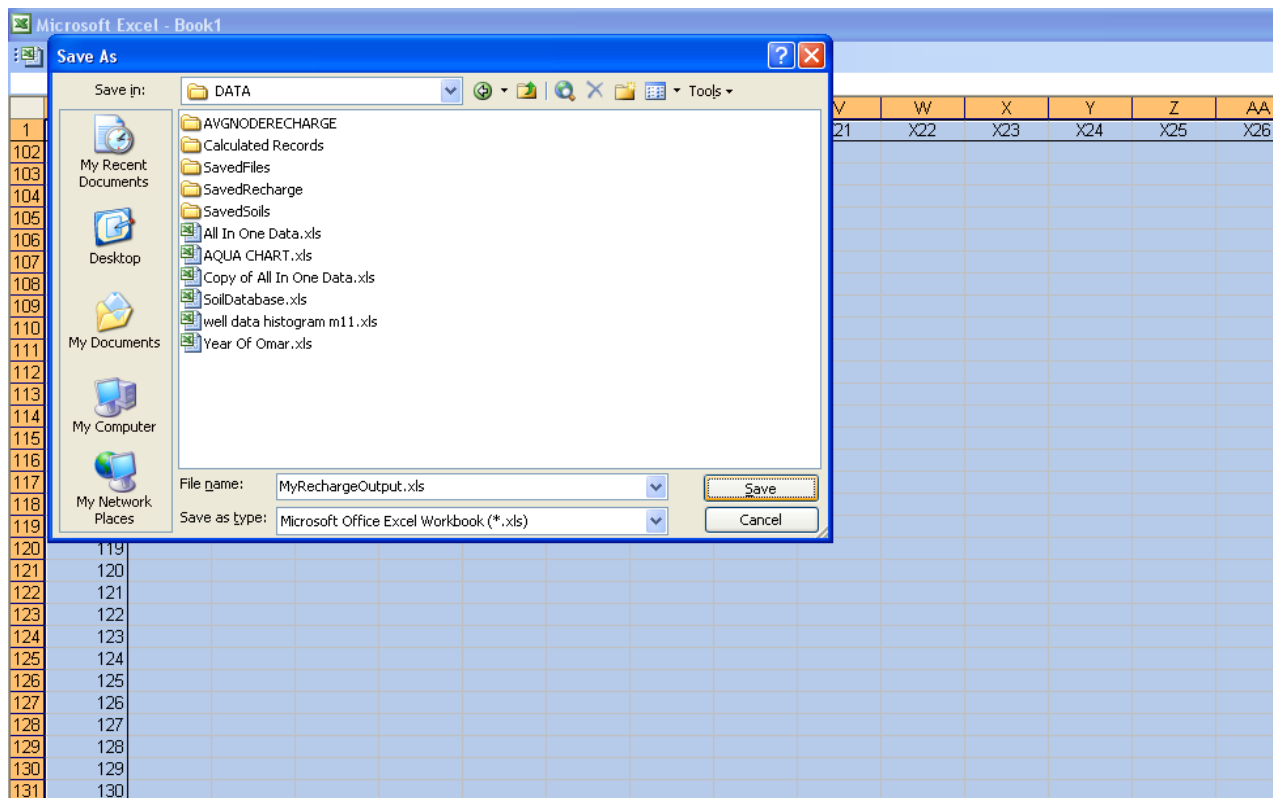 Microsoft Excel - Book1
Save As
Save in:
DATA
Tools
My Recent
Documents
Desktop
My Documents
My Computer
My Network
Places
AVGNODERECHARGE
Calculated Records
SavedFiles
SavedRecharge
SavedSoils
All In One Data.xls
AQUA CHART.xls
Copy of All In One Data.xls
SoilDatabase.xls
well data histogram m11.xls
Year Of Omar.xls
File name:
MyRechargeOutput.xls
Save
Save as type:
Microsoft Office Excel Workbook (*.xls)
Cancel
V W X Y Z AA
1 21 X22 X23 X24 X25 X26
102
103
104
105
106
107
108
109
110
111
112
113
114
115
116
117
118
119
120 119
121 120
122 121
123 122
124 123
125 124
126 125
127 126
128 127
129 128
130 129
131 130